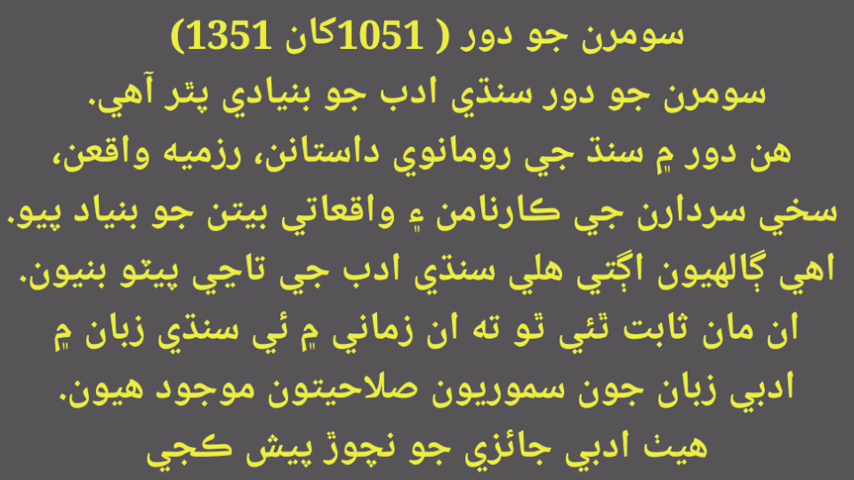 سومرن جو دور ( 1051کان 1351)
سومرن جو دور سنڌي ادب جو بنيادي پٿر آهي.
هن دور ۾ سنڌ جي رومانوي داستانن، رزميه واقعن،
سخي سردارن جي ڪارنامن ۽ واقعاتي بيتن جو بنياد پيو.
اهي ڳالهيون اڳتي هلي سنڌي ادب جي تاڃي پيٽو بنيون.
ان مان ثابت ٿئي ٿو ته ان زماني ۾ ئي سنڌي زبان ۾
ادبي زبان جون سموريون صلاحيتون موجود هيون.
هيٺ ادبي جائزي جو نچوڙ پيش ڪجي